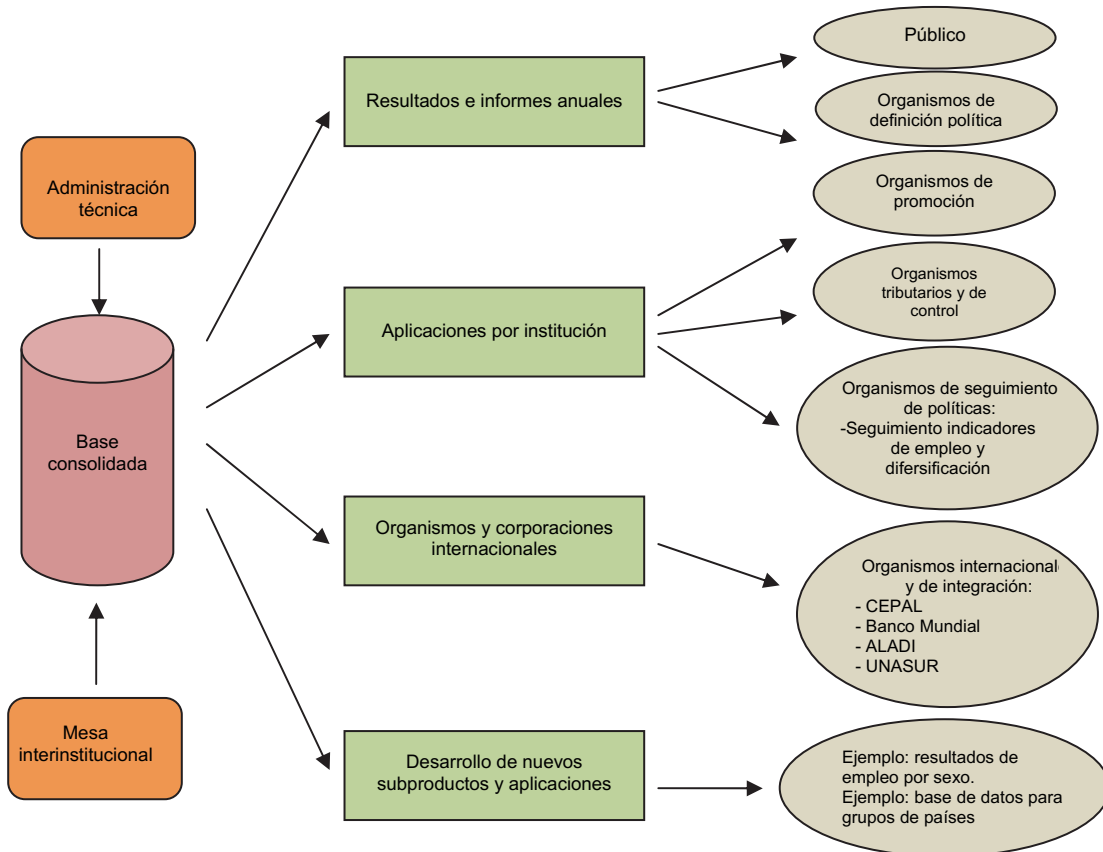 Público
Resultados e informes anuales
Organismos de
definición política
Administración
técnica
Organismos de
promoción
Aplicaciones por institución
Organismos
tributarios y de
control
Base
consolidada
Organismos de seguimiento
de políticas:
-Seguimiento indicadores
de empleo y
difersificación
Organismos y corporaciones
internacionales
Organismos internacional
y de integración:
- CEPAL
- Banco Mundial
- ALADI
- UNASUR
Mesa
interinstitucional
Desarrollo de nuevos
subproductos y aplicaciones
Ejemplo: resultados de
empleo por sexo.
Ejemplo: base de datos para
grupos de países